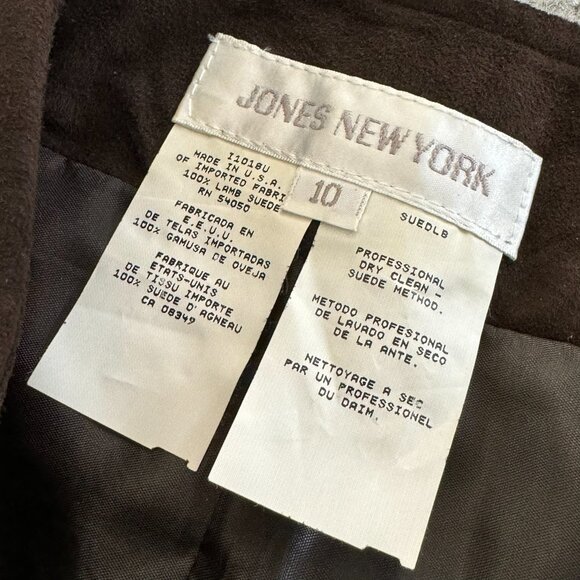 JONES NEW YORK
10
I1018U
MADE IN U.S.A.
OF IMPORTED FABRI
100% LAMB SUEDE
RN 54050
FABRICADA EN
E.E.U.U.
DE TELAS IMPORTADAS
100% GAMUSA DE OVEJA
FABRIQUE AU
ETATS-UNIS
DE TISSU IMPORTE
100% SUEDE D'AGNEAU
CA 08349
SUEDLB
PROFESSIONAL
DRY CLEAN -
SUEDE METHOD.
METODO PROFESIONAL
DE LAVADO EN SECO
DE LA ANTE.
NETTOYAGE A SEC
PAR UN PROFESSIONEL
DU DAIM.